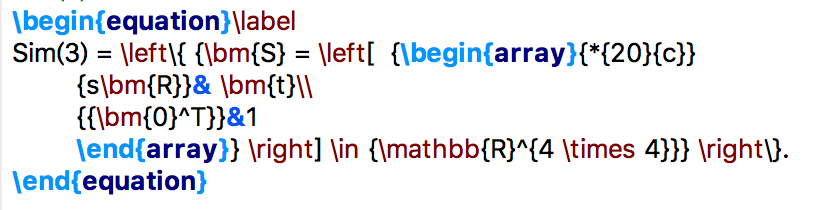 \begin{equation}\label
Sim(3) = \left\{ {\bm{S} = \left[  {\begin{array}{*{20}{c}}
{s\bm{R}}& \bm{t}\\
{{\bm{0}^T}}&1
\end{array}} \right] \in {\mathbb{R}^{4 \times 4}}} \right\}.
\end{equation}